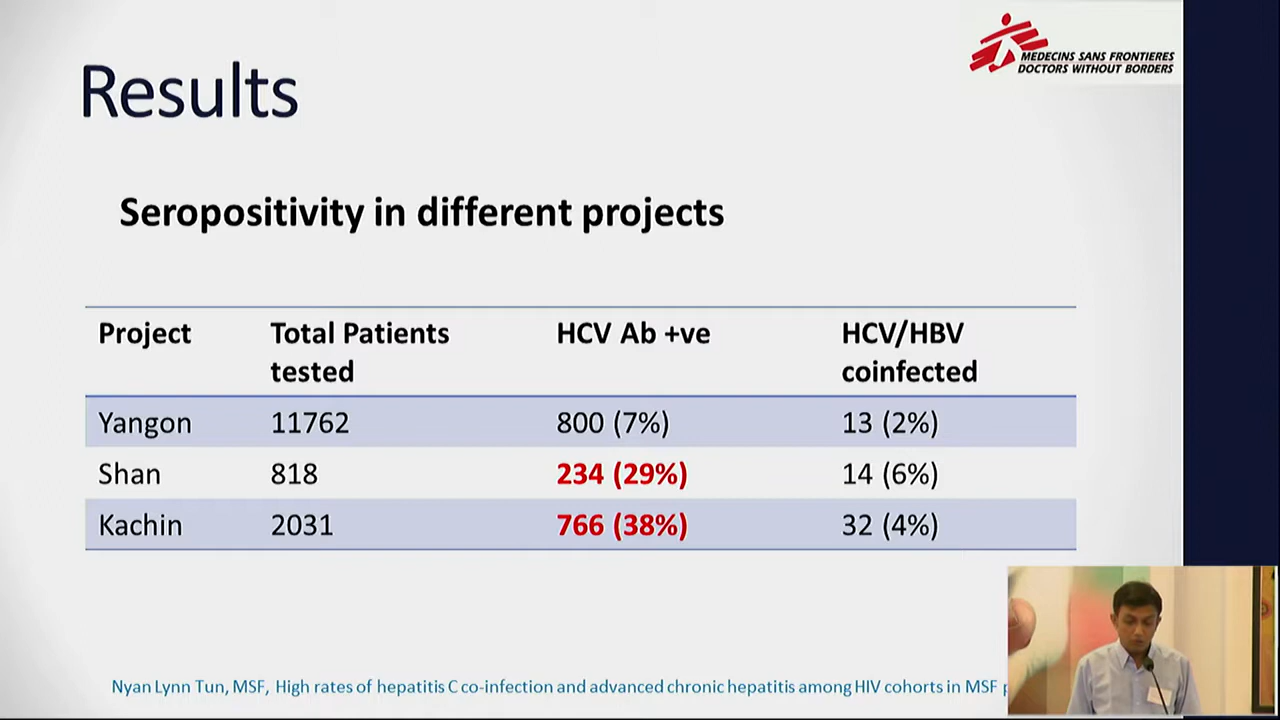 MEDECINS SANS FRONTIERES
DOCTORS WITHOUT BORDERS
Results
Seropositivity in different projects
Project Total Patients tested HCV Ab +ve HCV/HBV coinfected
Yangon 11762 800 (7%) 13 (2%)
Shan 818 234 (29%) 14 (6%)
Kachin 2031 766 (38%) 32 (4%)
Nyan Lynn Tun, MSF, High rates of hepatitis C co-infection and advanced chronic hepatitis among HIV cohorts in MSF